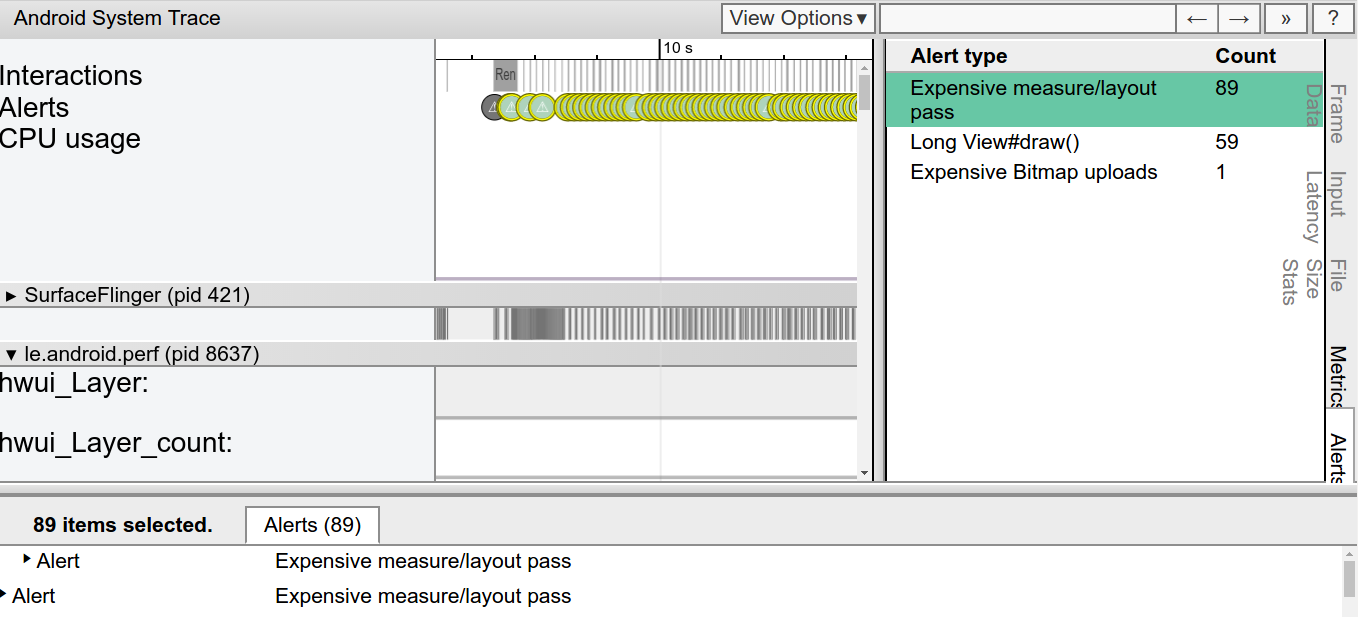 Android System Trace
View Options ▾
← → » ?
10 s
Interactions
Ren
Alerts
CPU usage
SurfaceFlinger (pid 421)
le.android.perf (pid 8637)
hwui_Layer:
hwui_Layer_count:
Alert type Count
Expensive measure/layout pass 89
Long View#draw() 59
Expensive Bitmap uploads 1
Frame
Data
Input
Latency
File
Size
Stats
Metrics
Alerts
89 items selected. Alerts (89)
Alert Expensive measure/layout pass
Alert Expensive measure/layout pass